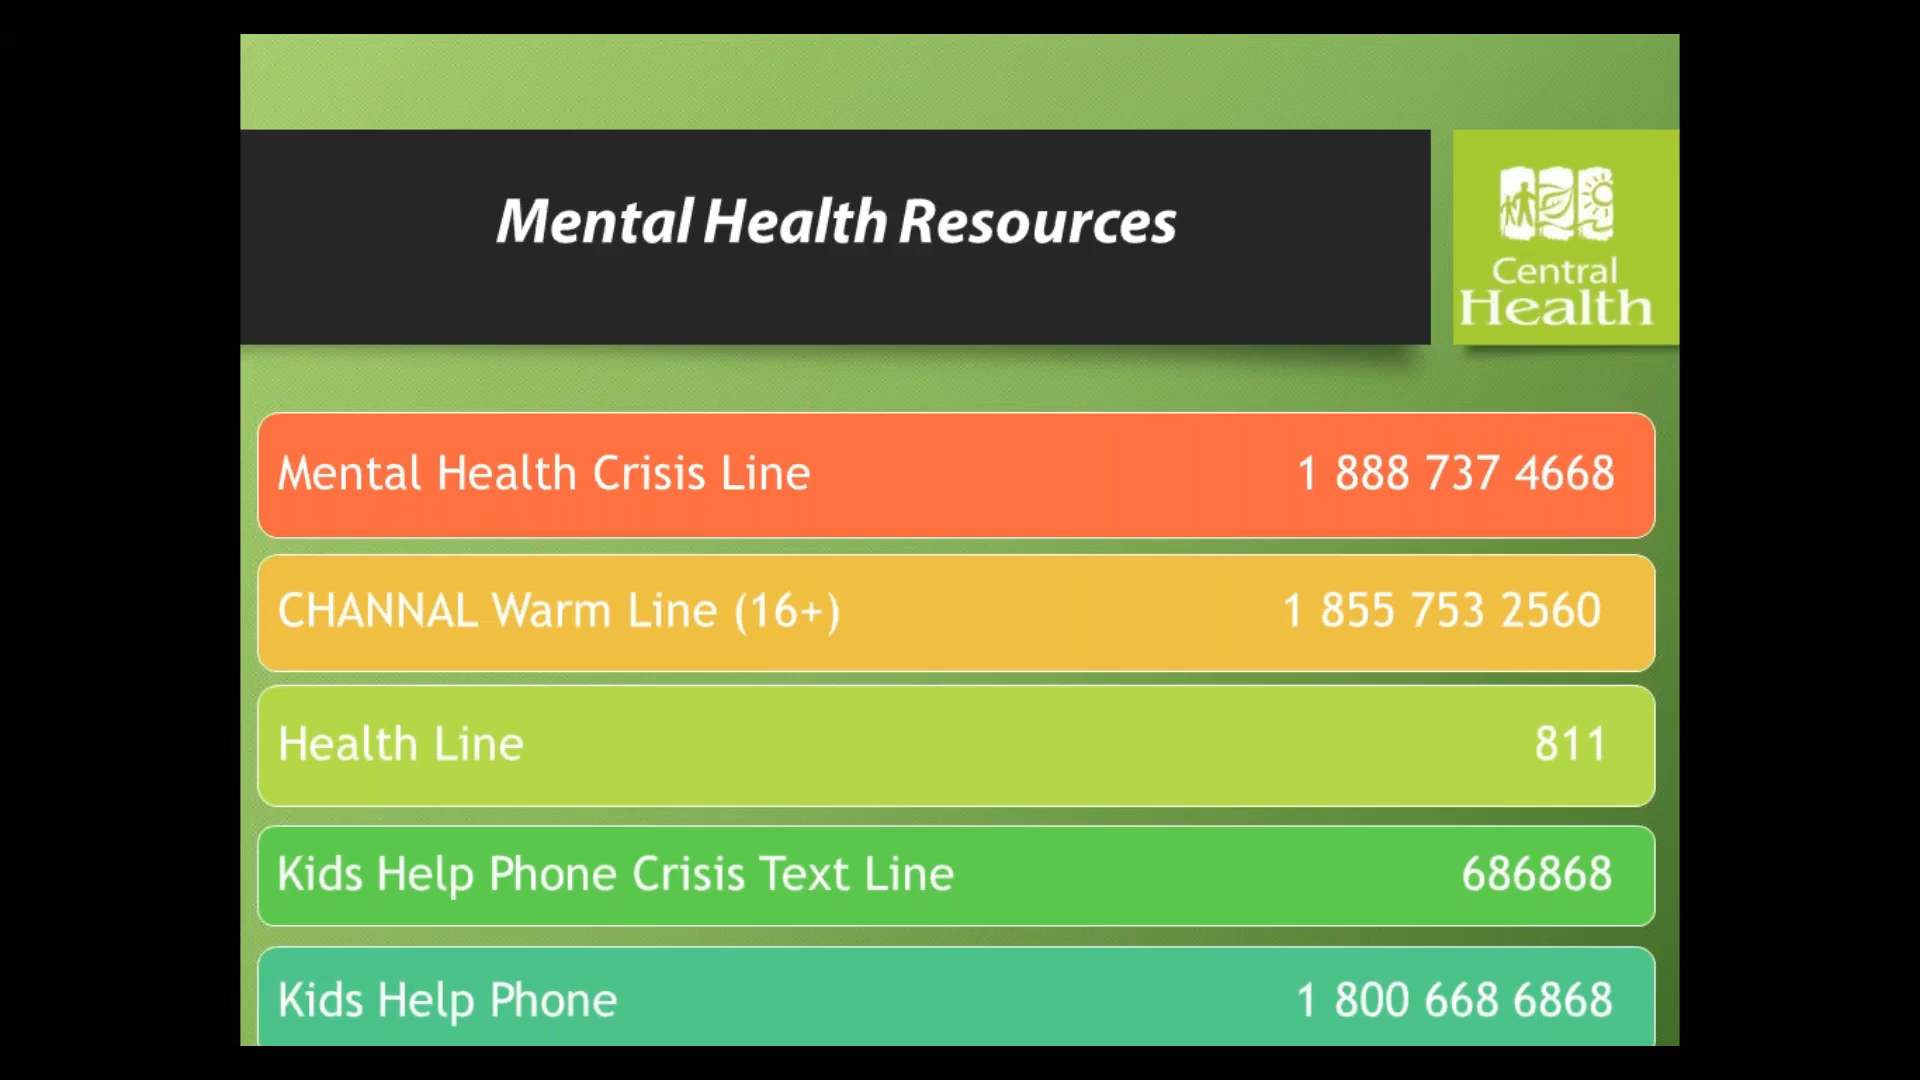 Mental Health Resources
Central
Health
Mental Health Crisis Line 1 888 737 4668
CHANNAL Warm Line (16+) 1 855 753 2560
Health Line 811
Kids Help Phone Crisis Text Line 686868
Kids Help Phone 1 800 668 6868